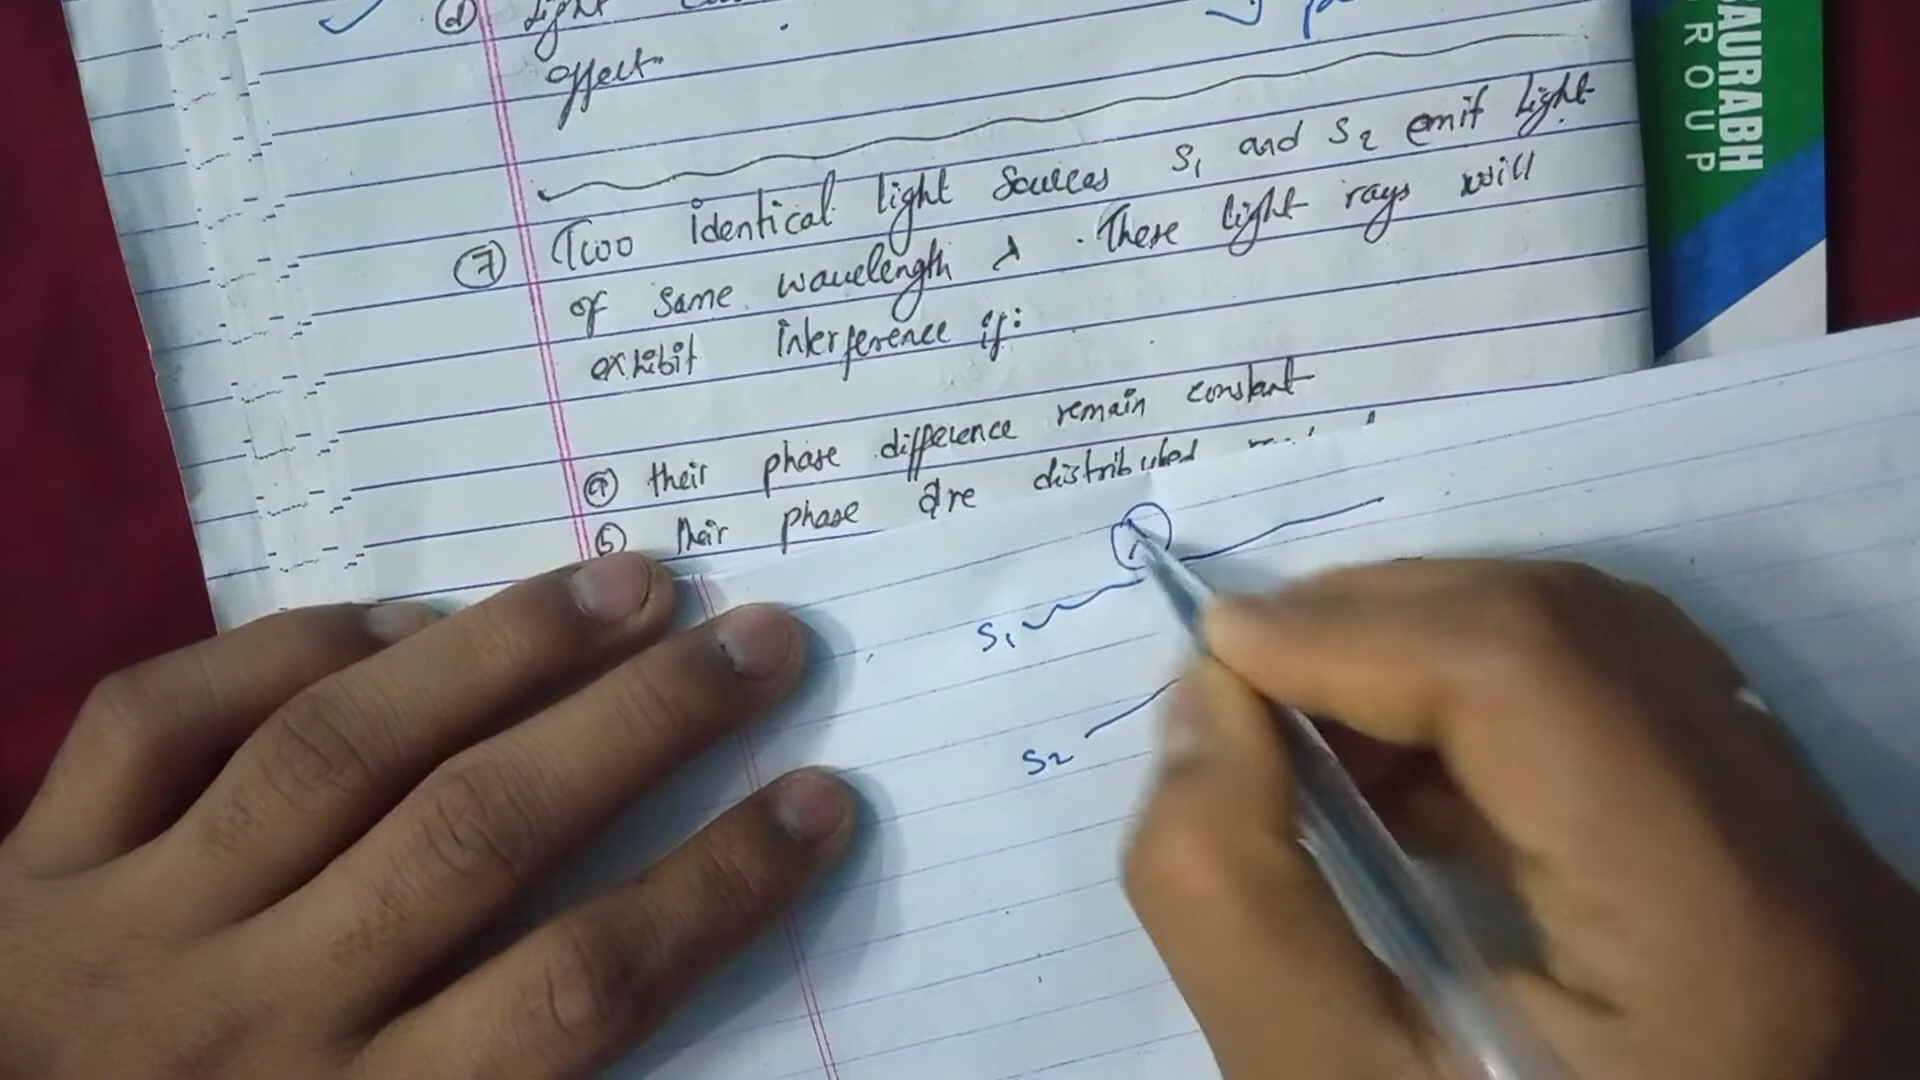 (d) Light
effect.
(7) Two identical light Sources S1 and S2 emit light
of same wavelength λ. These light rays will
exhibit interference if:
(a) their phase difference remain constant
(b) their phase are distributed
S1
S2
SAURABH
GROUP